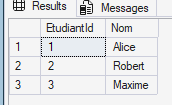 Results Messages
EtudiantId Nom
1 1 Alice
2 2 Robert
3 3 Maxime